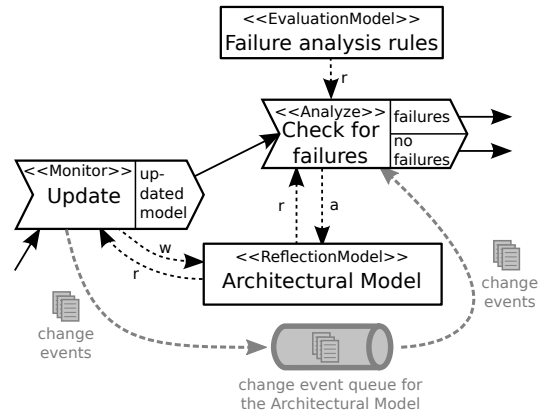 <<EvaluationModel>>
Failure analysis rules
r
<<Analyze>>
Check for
failures
failures
no
failures
<<Monitor>>
Update
up-
dated
model
r
a
w
r
<<ReflectionModel>>
Architectural Model
change
events
change
events
change event queue for
the Architectural Model